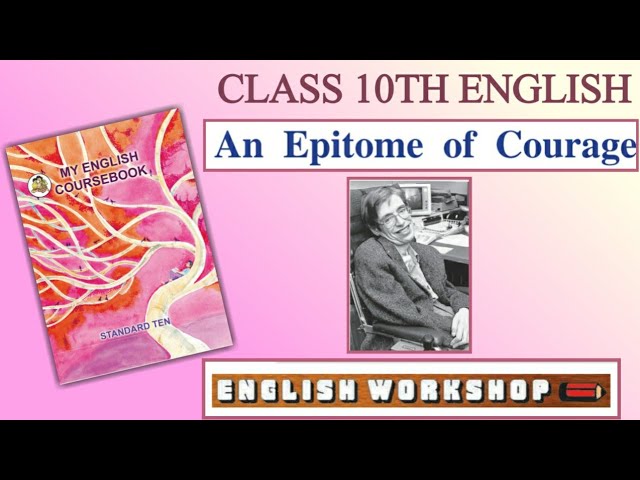 CLASS 10TH ENGLISH
An Epitome of Courage
MY ENGLISH
COURSEBOOK
STANDARD TEN
ENGLISH WORKSHOP